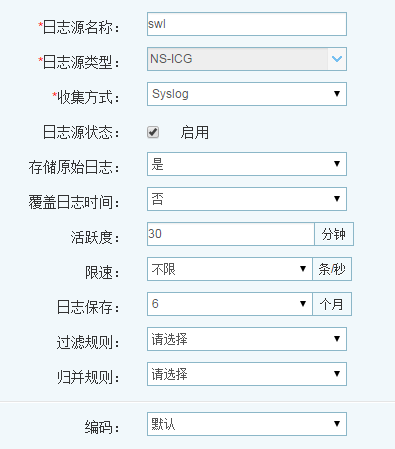 *日志源名称： swl
*日志源类型： NS-ICG
*收集方式： Syslog
日志源状态： 启用
存储原始日志： 是
覆盖日志时间： 否
活跃度： 30 分钟
限速： 不限 条/秒
日志保存： 6 个月
过滤规则： 请选择
归并规则： 请选择
编码： 默认